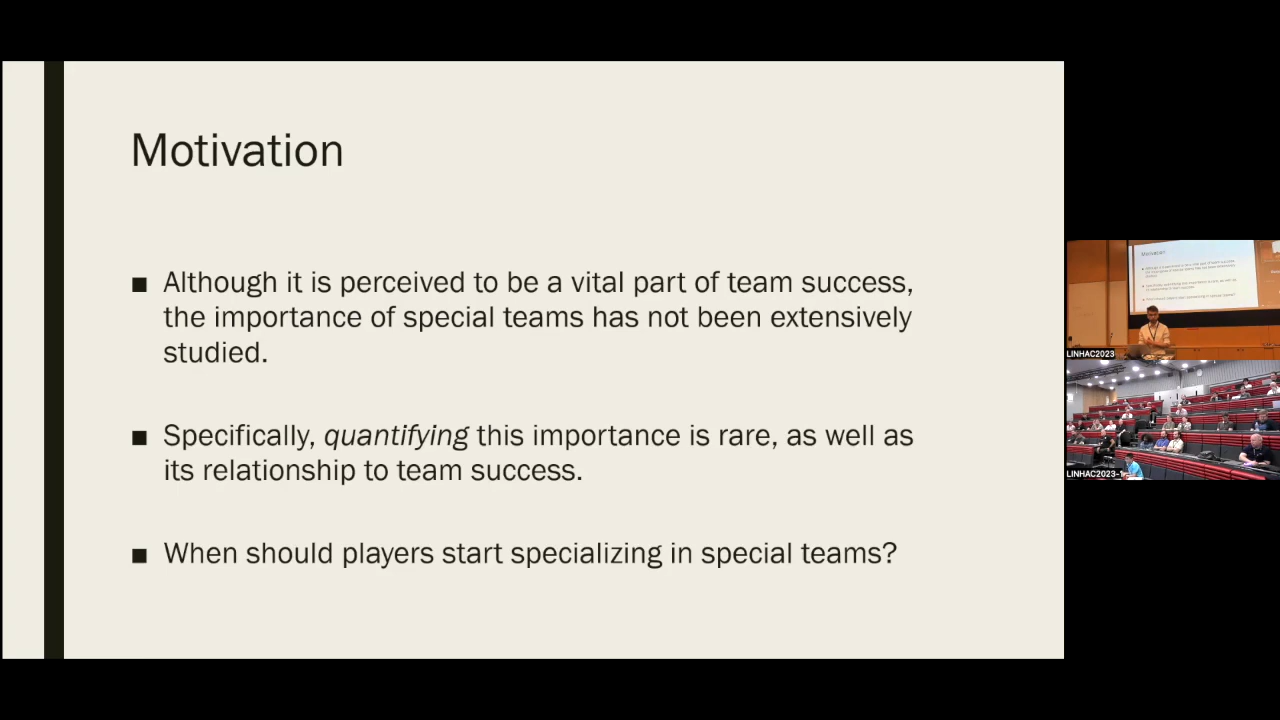 Motivation
■ Although it is perceived to be a vital part of team success,
the importance of special teams has not been extensively
studied.
■ Specifically, quantifying this importance is rare, as well as
its relationship to team success.
■ When should players start specializing in special teams?
Motivation
LINHAC2023
LINHAC2023-1